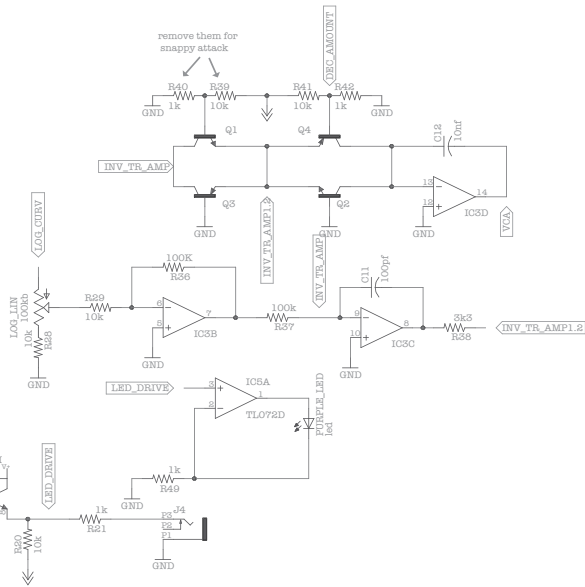 remove them for
snappy attack
DEC_AMOUNT
R40
R39
R41
R42
1k
10k
10k
1k
GND
GND
Q1
Q4
C12
10nf
INV_TR_AMP
13
12
14
IC3D
Q3
Q2
GND
GND
GND
VCA
LOG_CURV
INV_TR_AMP1.2
INV_TR_AMP
100K
R36
C11
100pf
LOG_LIN
100kb
R29
10k
6
5
7
IC3B
100k
R37
9
10
8
IC3C
3k3
R38
INV_TR_AMP1.2
10k
R28
GND
GND
GND
LED_DRIVE
3
2
1
IC5A
TL072D
PURPLE_LED
led
1k
R49
GND
LED_DRIVE
1k
R21
J4
P3
P2
P1
GND
R20
10k